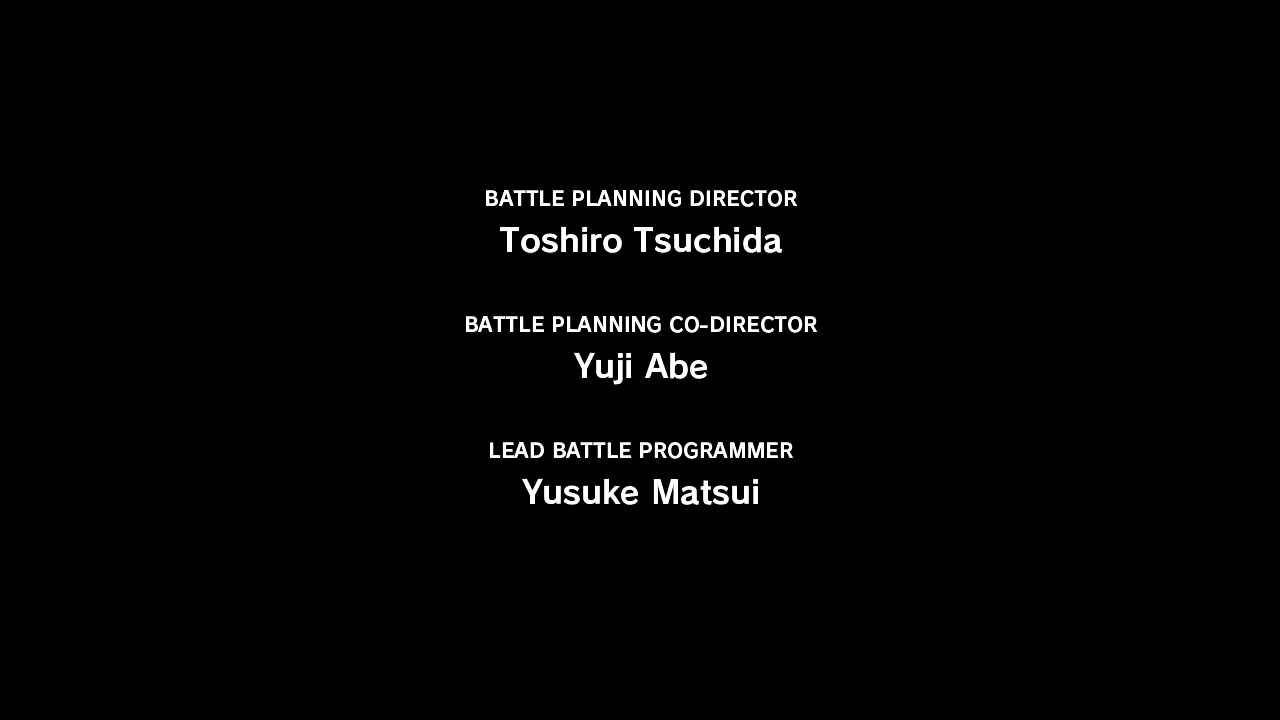 BATTLE PLANNING DIRECTOR
Toshiro Tsuchida
BATTLE PLANNING CO-DIRECTOR
Yuji Abe
LEAD BATTLE PROGRAMMER
Yusuke Matsui